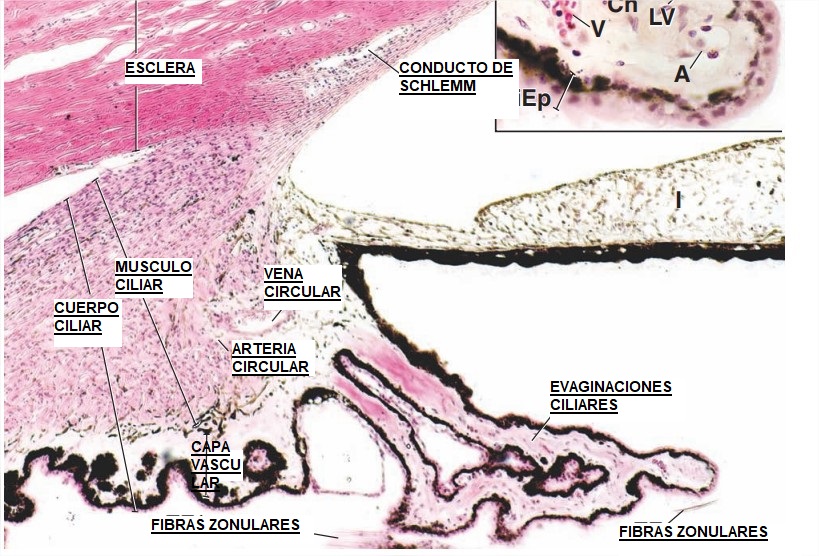 Ch
LV
V
A
iEp
ESCLERA
CONDUCTO DE
SCHLEMM
I
MUSCULO
CILIAR
VENA
CIRCULAR
CUERPO
CILIAR
ARTERIA
CIRCULAR
EVAGINACIONES
CILIARES
CAPA
VASCU
LAR
FIBRAS ZONULARES
FIBRAS ZONULARES